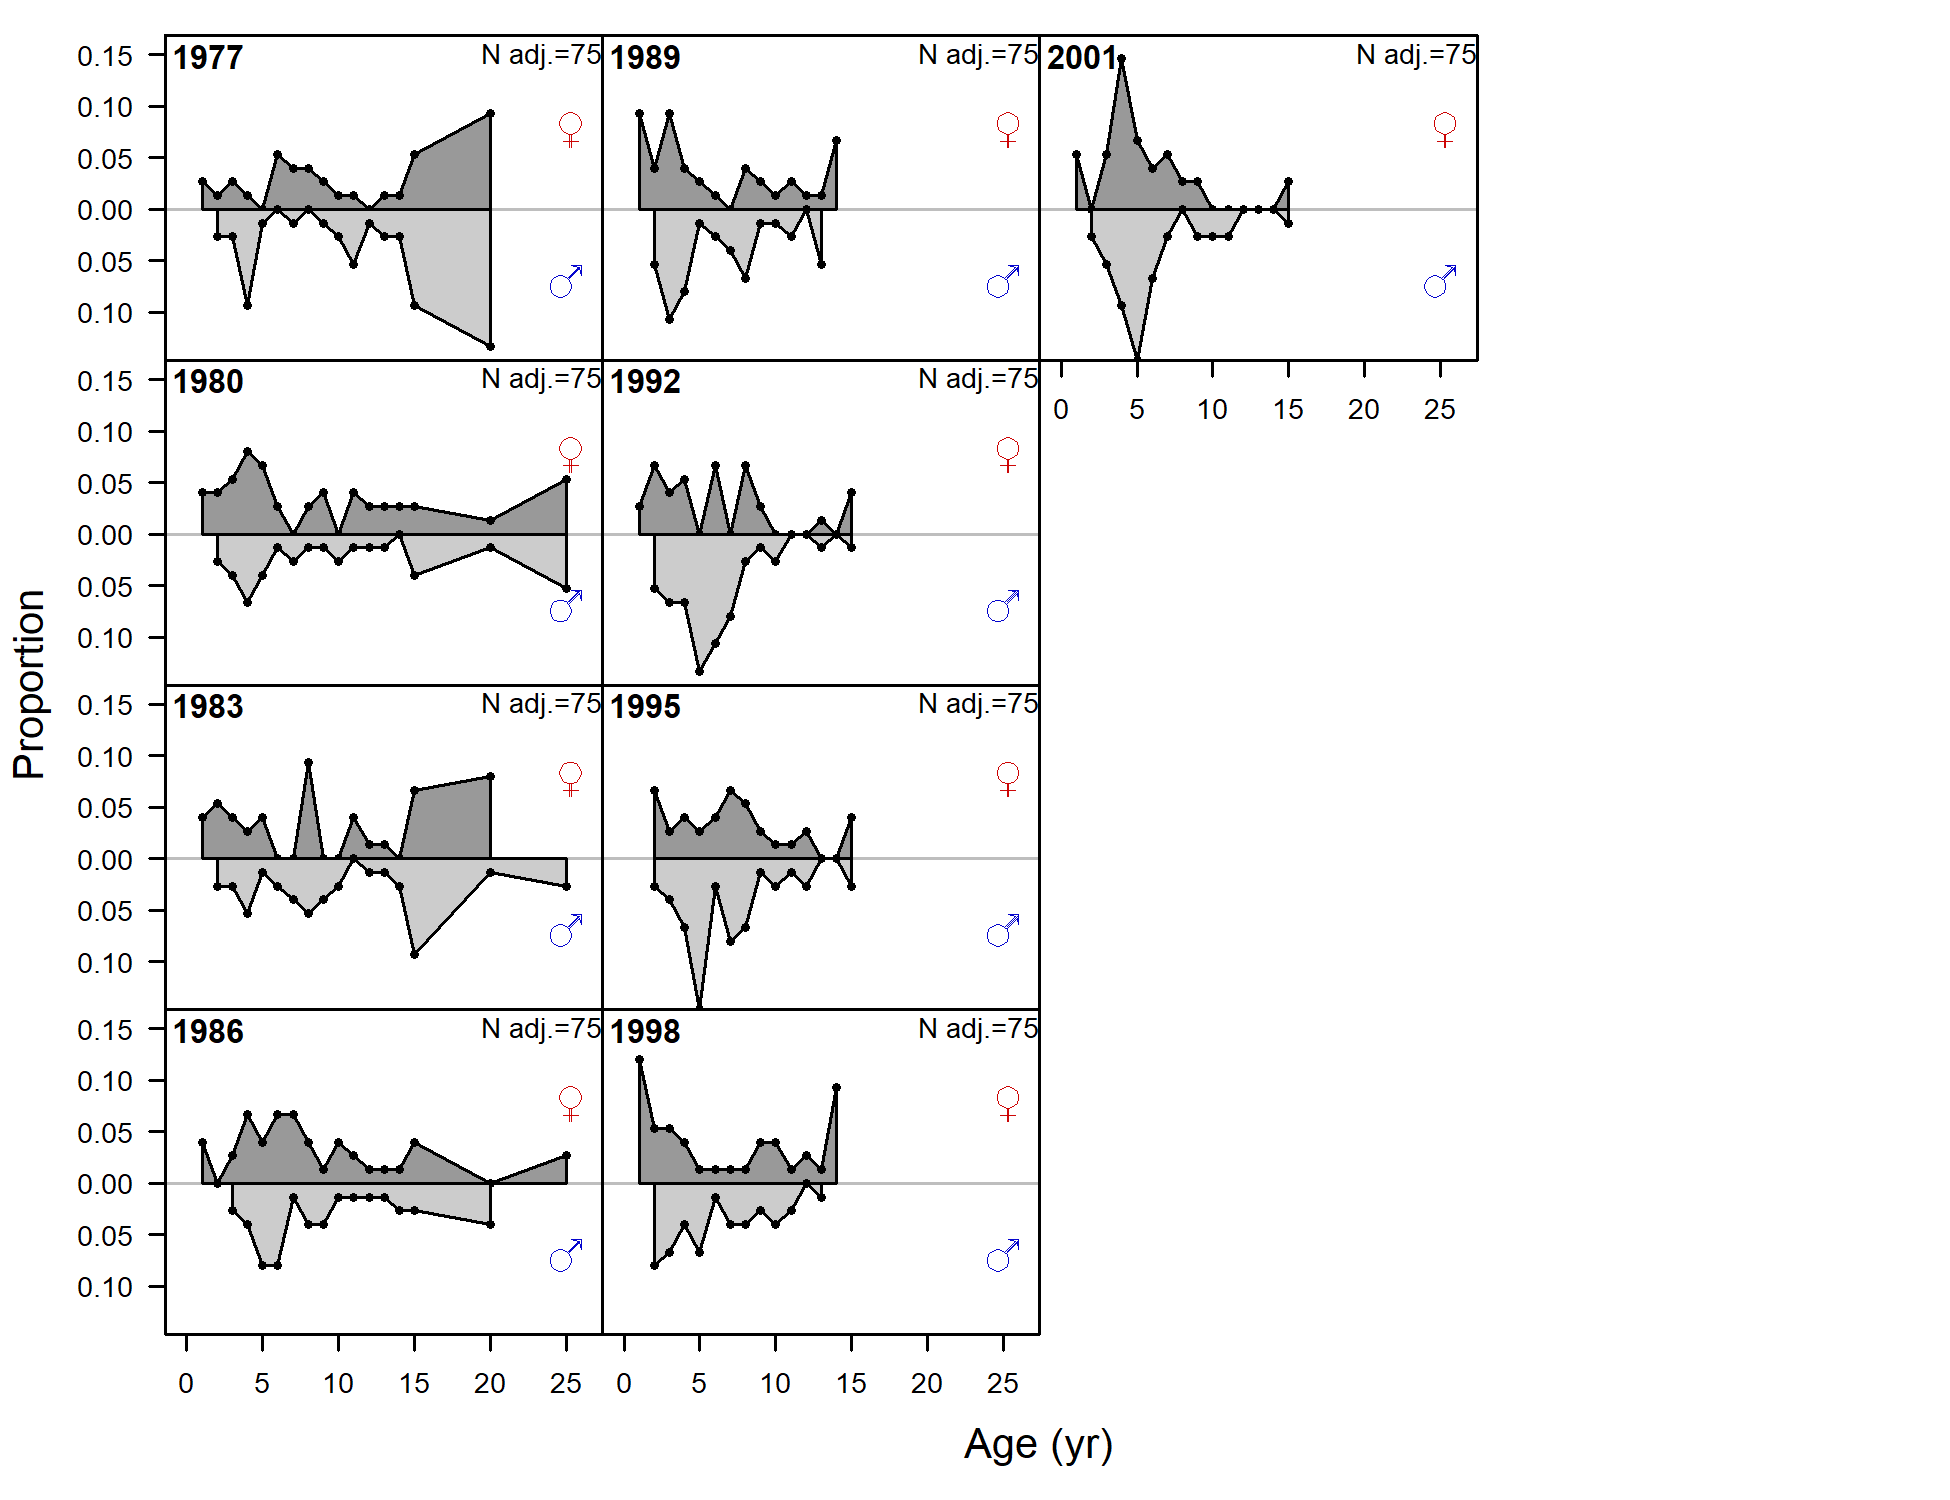 Proportion
1977 N adj.=75 ♀ ♂
0.15
0.10
0.05
0.00
0.05
0.10
1989 N adj.=75 ♀ ♂
2001 N adj.=75 ♀ ♂
0 5 10 15 20 25
1980 N adj.=75 ♀ ♂
0.15
0.10
0.05
0.00
0.05
0.10
1992 N adj.=75 ♀ ♂
1983 N adj.=75 ♀ ♂
0.15
0.10
0.05
0.00
0.05
0.10
1995 N adj.=75 ♀ ♂
1986 N adj.=75 ♀ ♂
0.15
0.10
0.05
0.00
0.05
0.10
1998 N adj.=75 ♀ ♂
0 5 10 15 20 25
0 5 10 15 20 25
Age (yr)